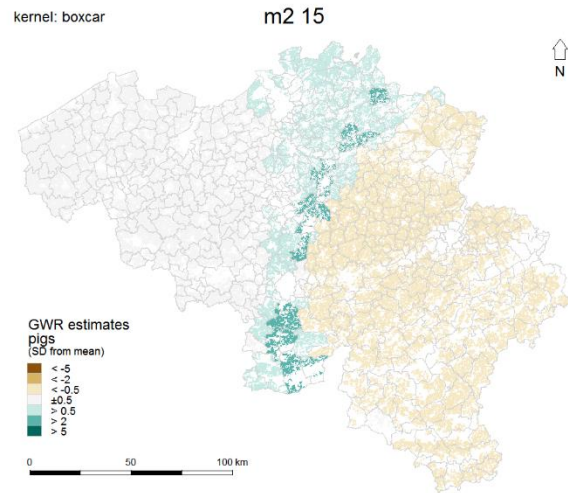 kernel: boxcar
m2 15
N
GWR estimates
pigs
(SD from mean)
< -5
< -2
< -0.5
±0.5
> 0.5
> 2
> 5
0 50 100 km